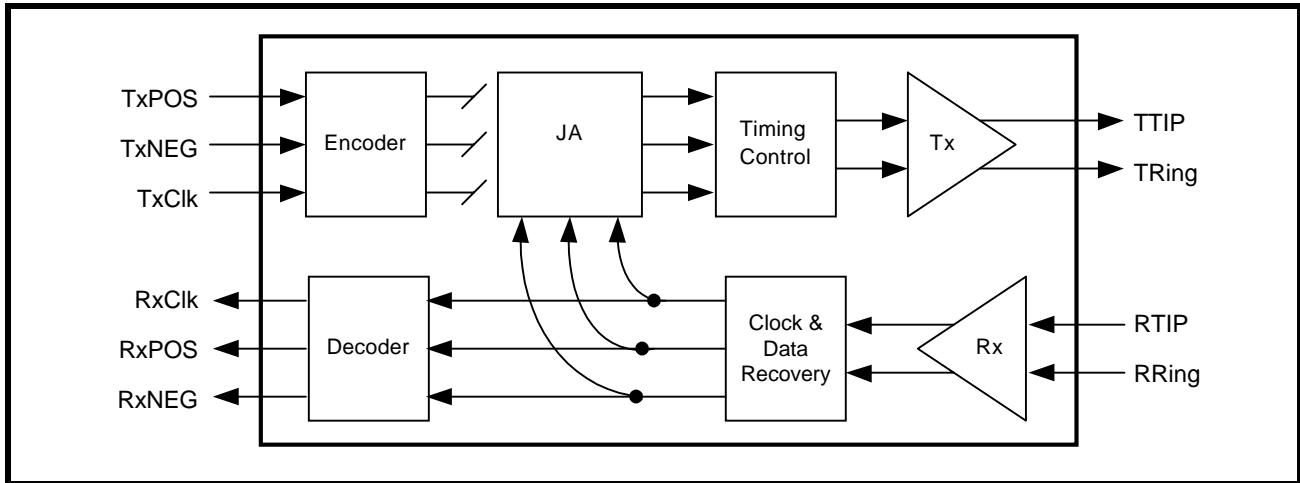 TxPOS
TxNEG
TxClk
Encoder
JA
Timing
Control
Tx
TTIP
TRing
RxClk
RxPOS
RxNEG
Decoder
Clock &
Data
Recovery
Rx
RTIP
RRing